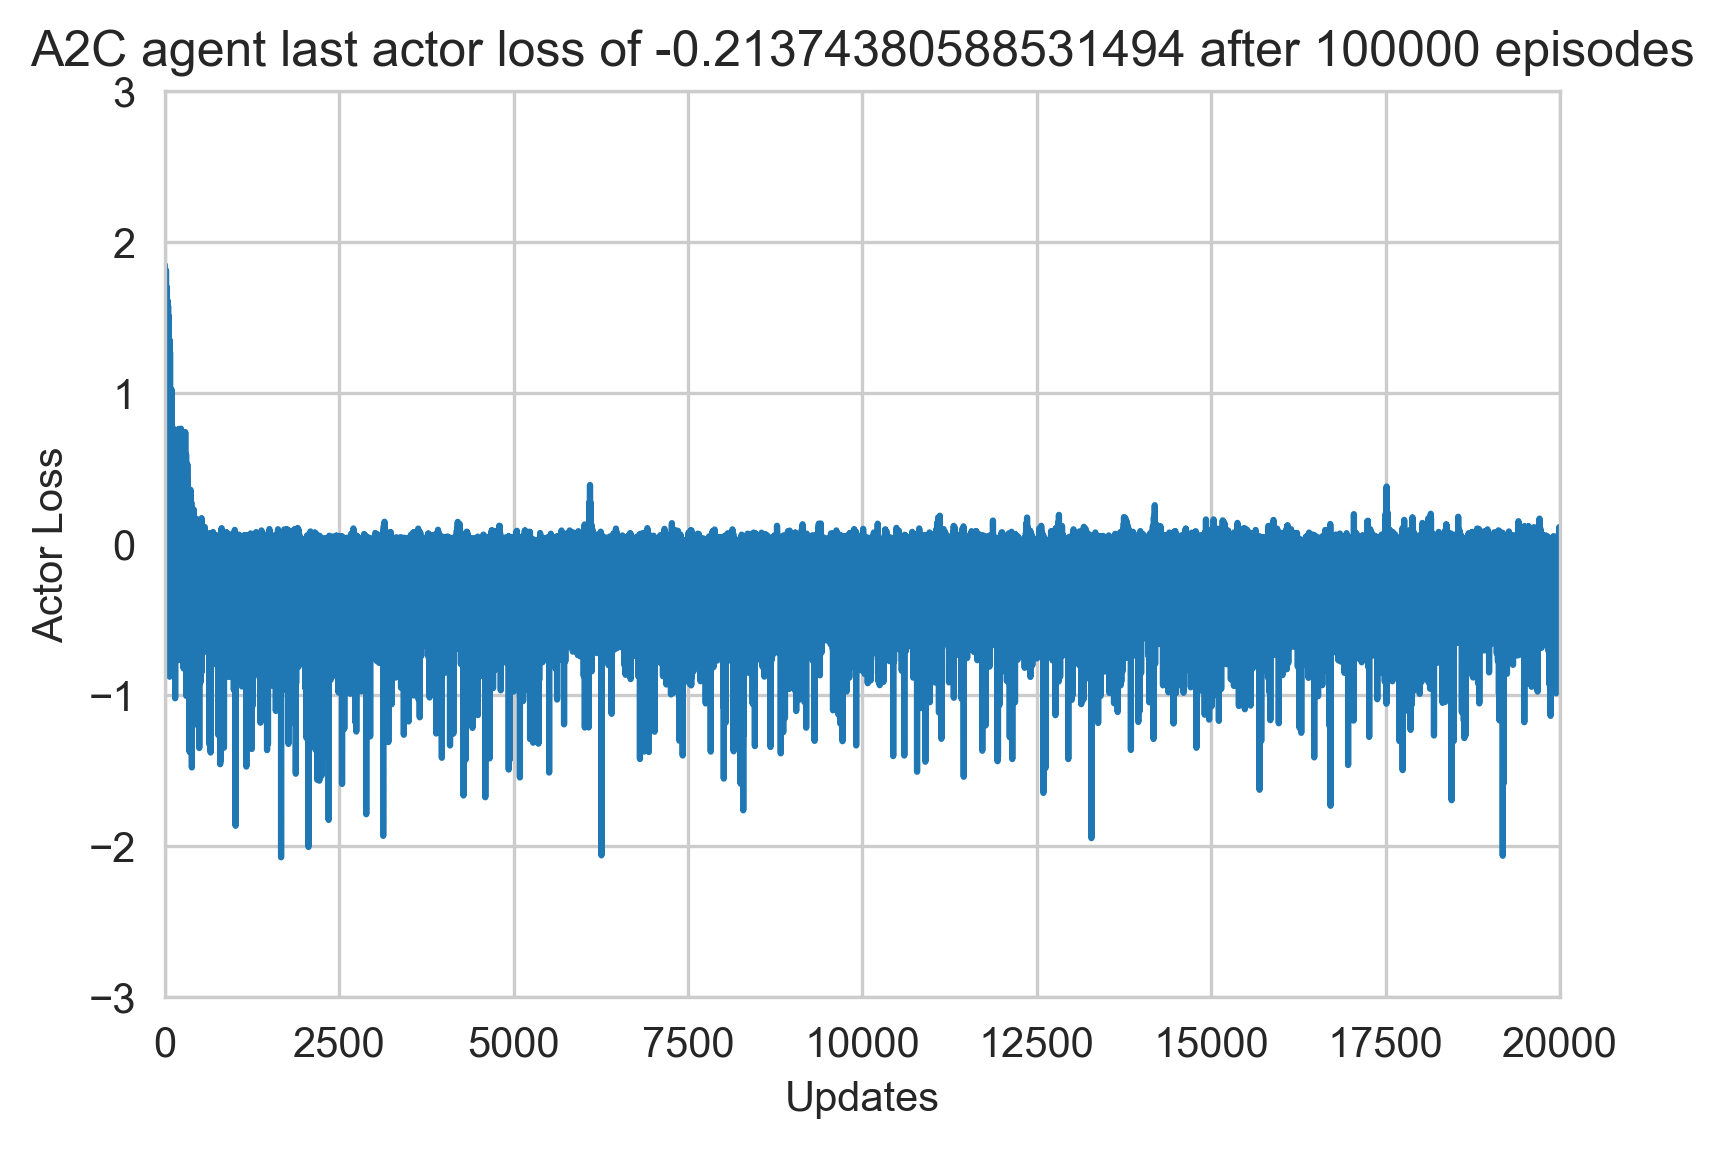 A2C agent last actor loss of -0.21374380588531494 after 100000 episodes
3
2
1
0
−1
−2
−3
Actor Loss
0 2500 5000 7500 10000 12500 15000 17500 20000
Updates